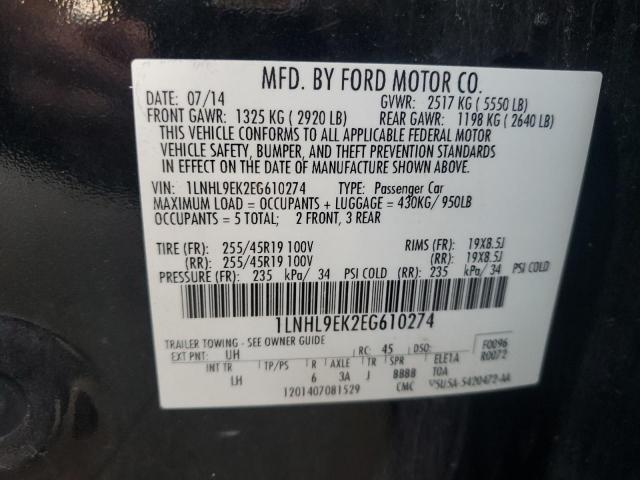 MFD. BY FORD MOTOR CO.
DATE: 07/14 GVWR: 2517 KG ( 5550 LB)
FRONT GAWR: 1325 KG ( 2920 LB) REAR GAWR: 1198 KG ( 2640 LB)
THIS VEHICLE CONFORMS TO ALL APPLICABLE FEDERAL MOTOR
VEHICLE SAFETY, BUMPER, AND THEFT PREVENTION STANDARDS
IN EFFECT ON THE DATE OF MANUFACTURE SHOWN ABOVE.
VIN: 1LNHL9EK2EG610274 TYPE: Passenger Car
MAXIMUM LOAD = OCCUPANTS + LUGGAGE = 430KG/ 950LB
OCCUPANTS = 5 TOTAL; 2 FRONT, 3 REAR
TIRE (FR): 255/45R19 100V RIMS (FR): 19X8.5J
(RR): 255/45R19 100V (RR): 19X8.5J
PRESSURE (FR): 235 kPa/ 34 PSI COLD (RR): 235 kPa/ 34 PSI COLD
1LNHL9EK2EG610274
TRAILER TOWING - SEE OWNER GUIDE F0096
EXT PNT: UH RC: 45 DSO: R0072
INT TR TP/PS R AXLE TR SPR ELE1A
LH 6 3A J 8888 TOA
1201407081529 CMC 5U5A-5420472-AA